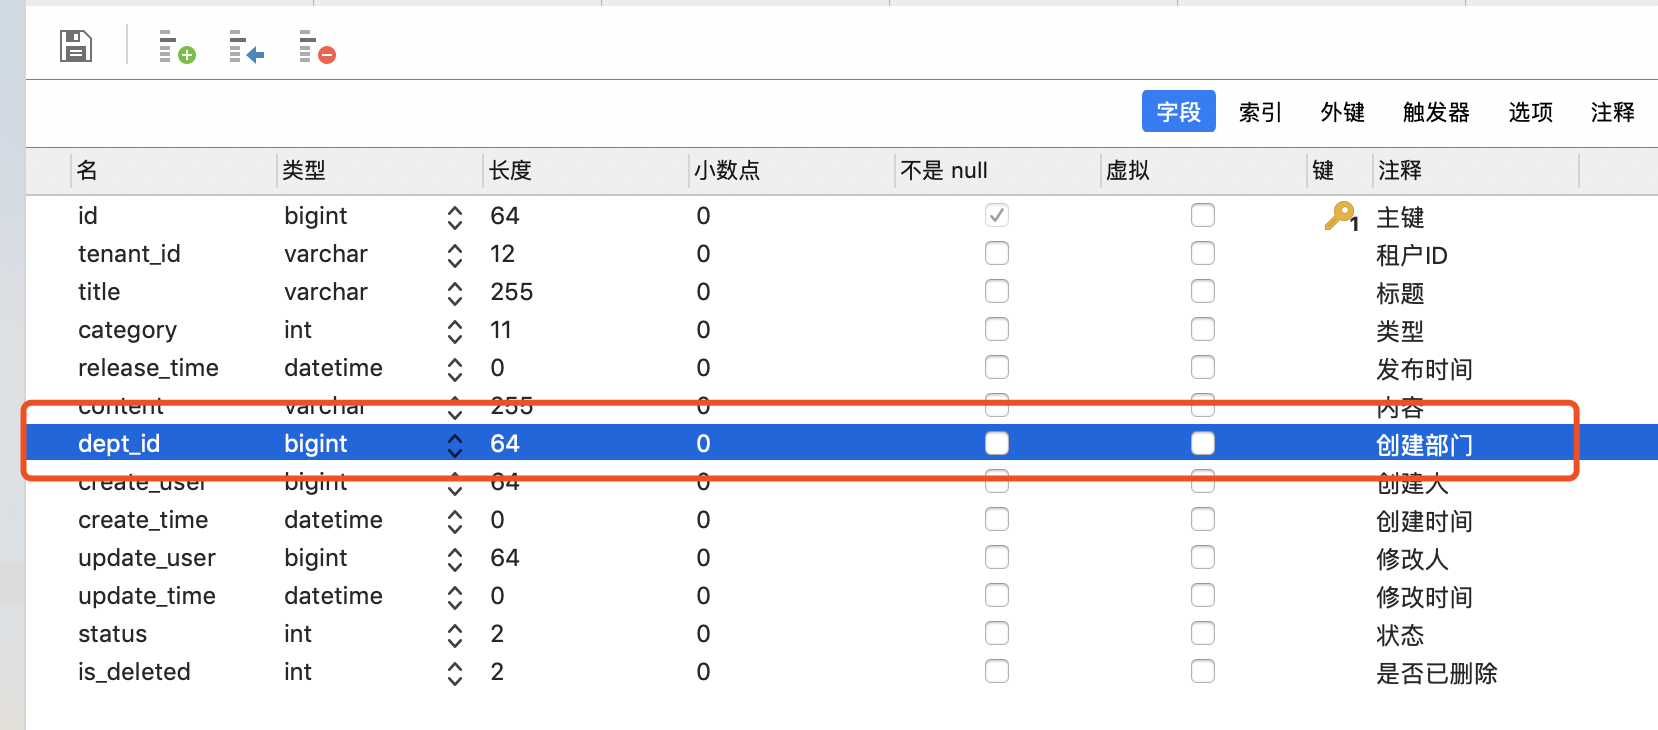 字段 索引 外键 触发器 选项 注释
名 类型 长度 小数点 不是 null 虚拟 键 注释
id bigint 64 0 1 主键
tenant_id varchar 12 0 租户ID
title varchar 255 0 标题
category int 11 0 类型
release_time datetime 0 0 发布时间
content varchar 255 0 内容
dept_id bigint 64 0 创建部门
create_user bigint 64 0 创建人
create_time datetime 0 0 创建时间
update_user bigint 64 0 修改人
update_time datetime 0 0 修改时间
status int 2 0 状态
is_deleted int 2 0 是否已删除